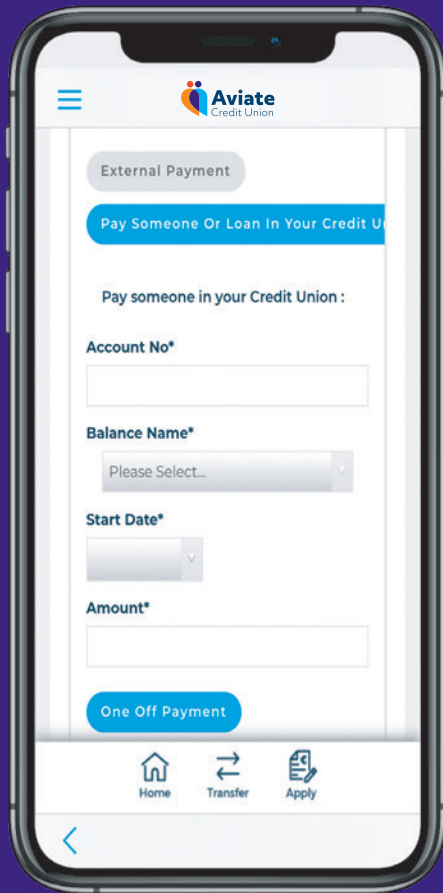 Aviate
Credit Union
External Payment
Pay Someone Or Loan In Your Credit U
Pay someone in your Credit Union :
Account No*
Balance Name*
Please Select...
Start Date*
Amount*
One Off Payment
Home Transfer Apply